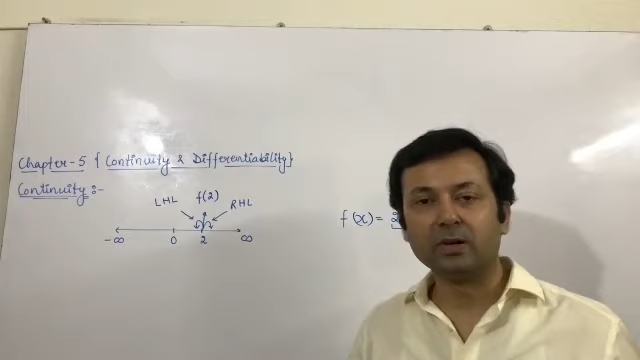 Chapter-5 { Continuity & Differentiability}
Continuity :-
LHL f(2) RHL
-∞ 0 2 ∞
f(x) =